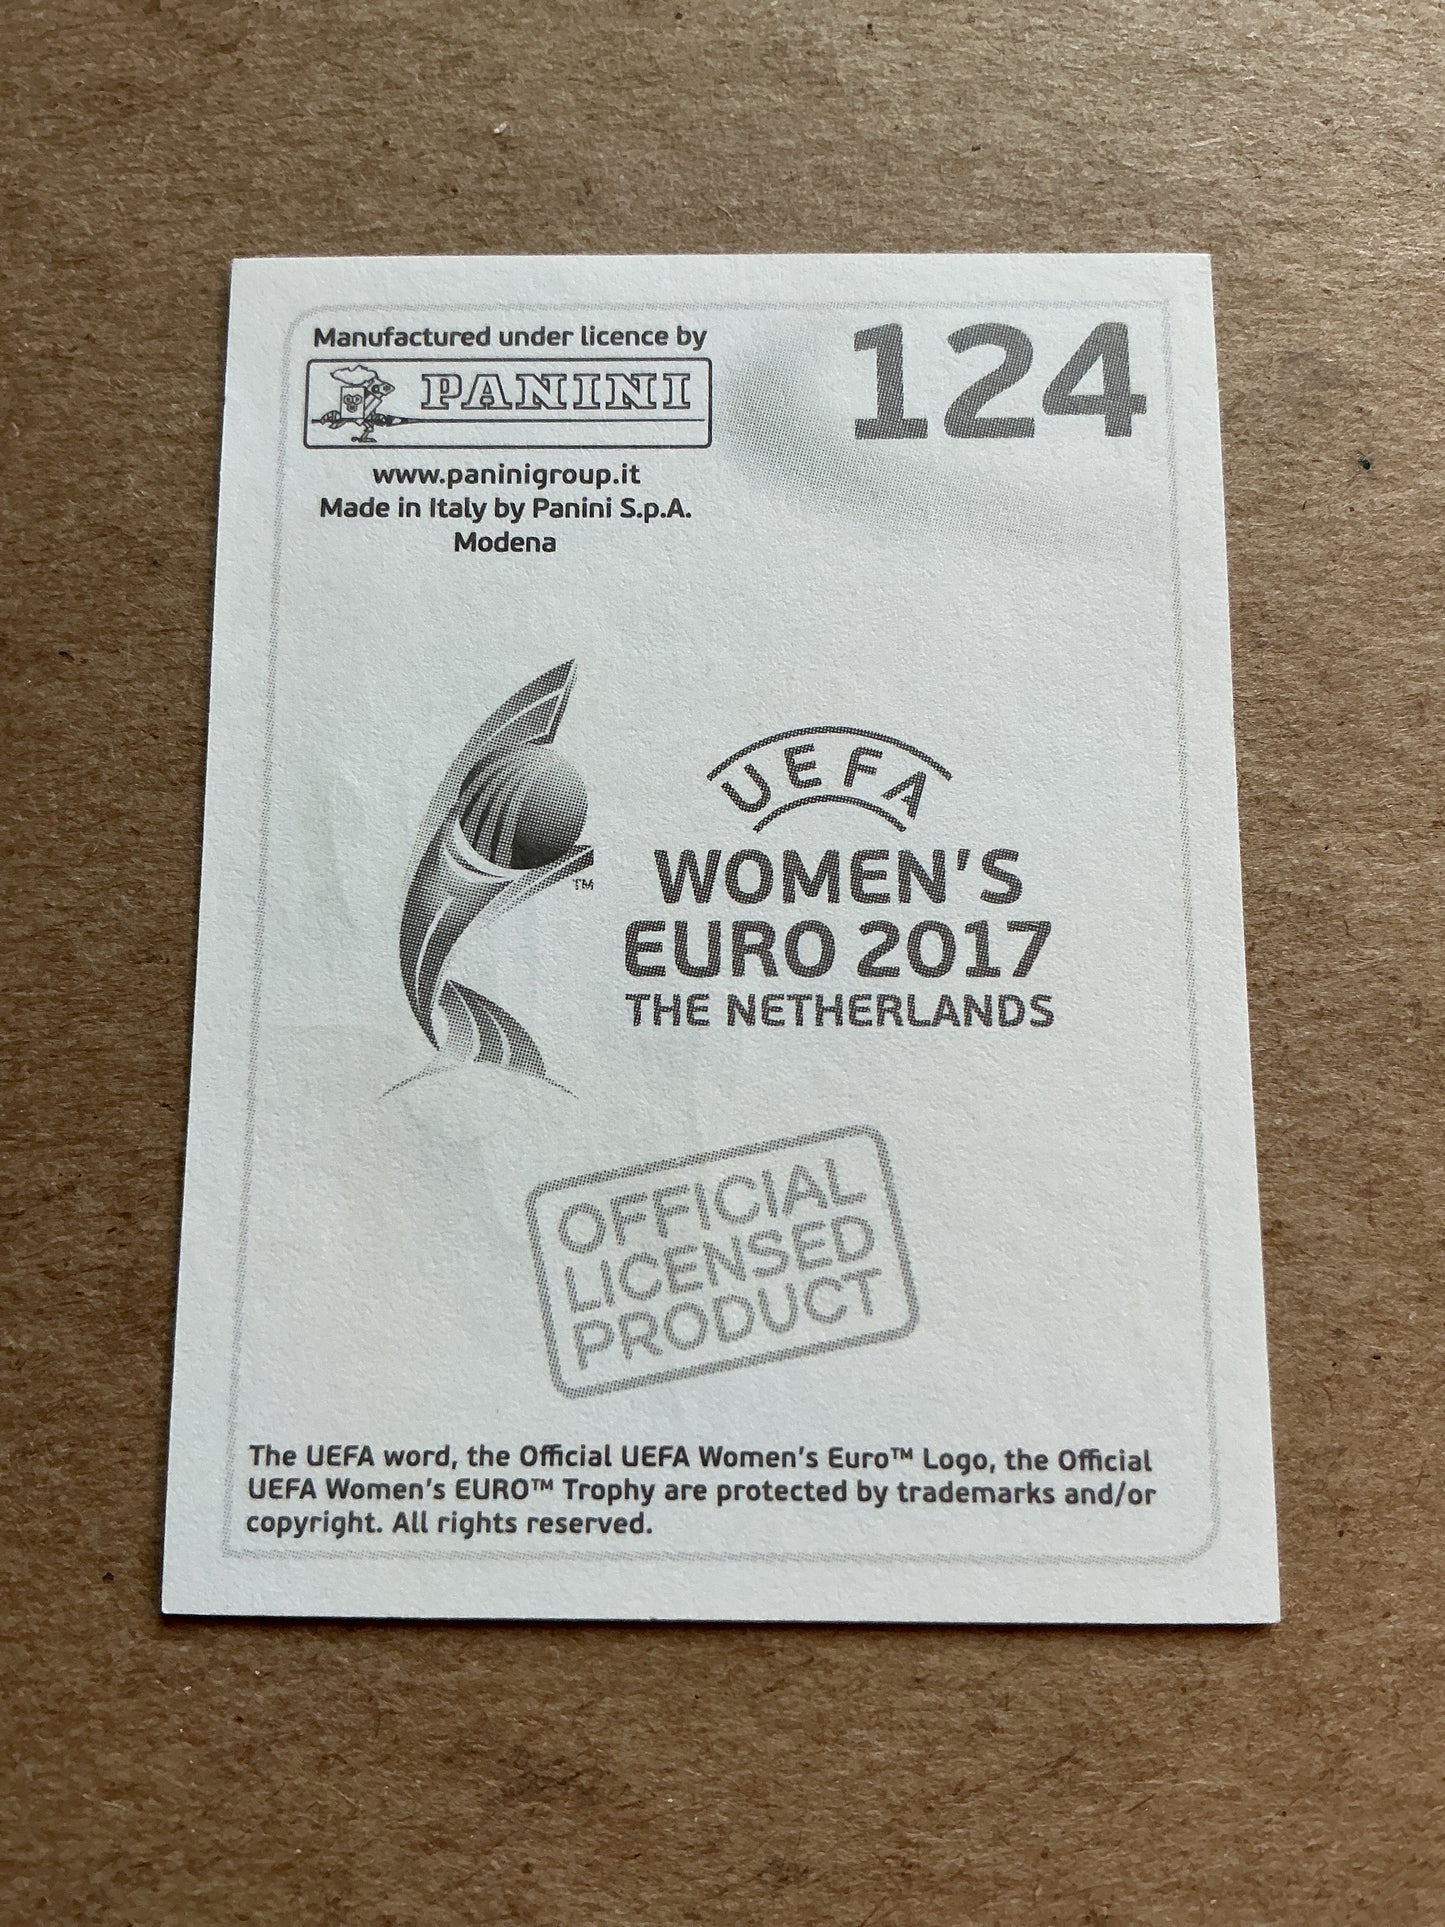 Manufactured under licence by
PANINI
www.paninigroup.it
Made in Italy by Panini S.p.A.
Modena
124
UEFA
WOMEN'S
EURO 2017
THE NETHERLANDS
™
OFFICIAL
LICENSED
PRODUCT
The UEFA word, the Official UEFA Women's Euro™ Logo, the Official
UEFA Women's EURO™ Trophy are protected by trademarks and/or
copyright. All rights reserved.